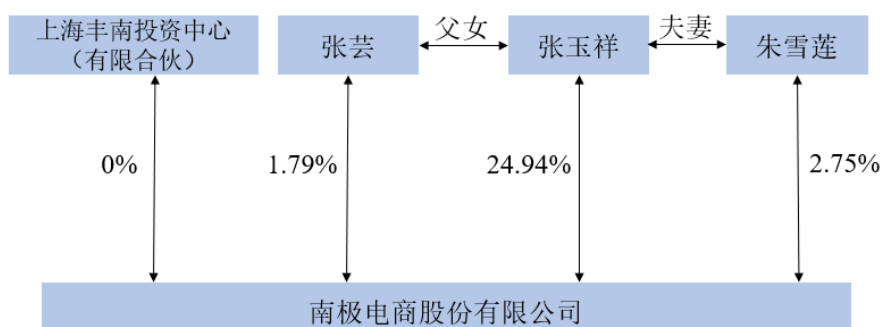 上海丰南投资中心
（有限合伙）
张芸
父女
张玉祥
夫妻
朱雪莲
0%
1.79%
24.94%
2.75%
南极电商股份有限公司